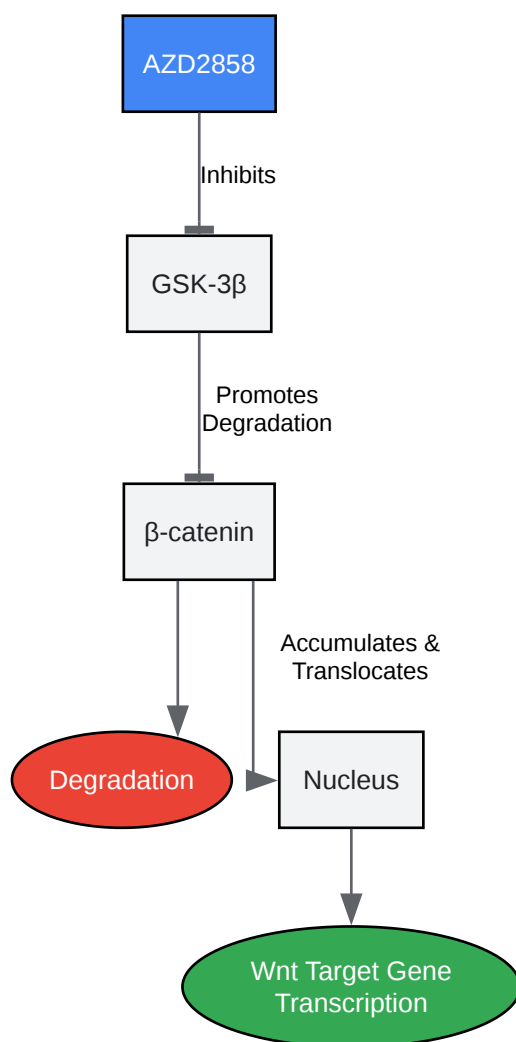 AZD2858
Inhibits
GSK-3β
Promotes
Degradation
β-catenin
Accumulates &
Translocates
Degradation
Nucleus
Wnt Target Gene
Transcription